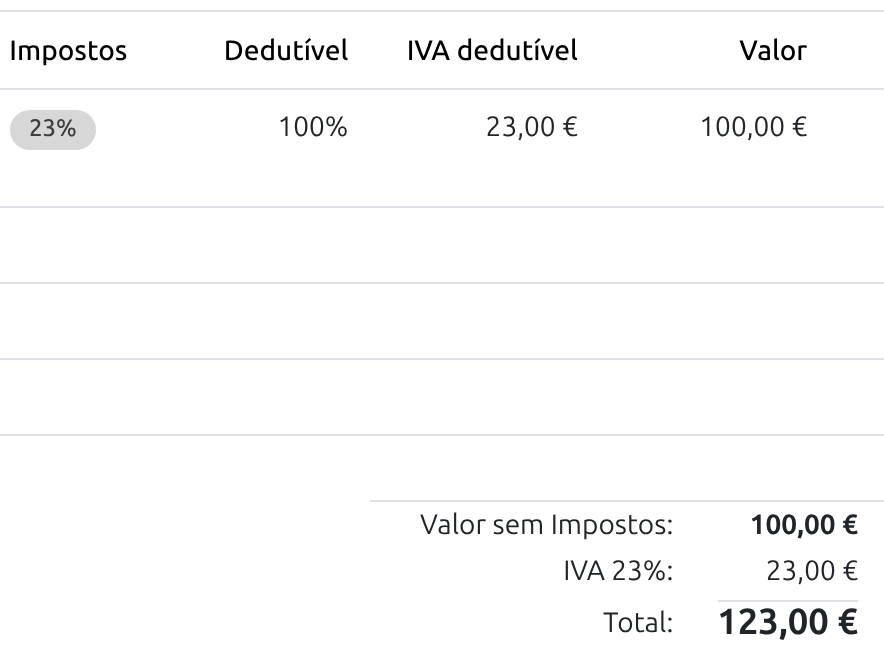 Impostos Dedutível IVA dedutível Valor
23% 100% 23,00 € 100,00 €
Valor sem Impostos: 100,00 €
IVA 23%: 23,00 €
Total: 123,00 €